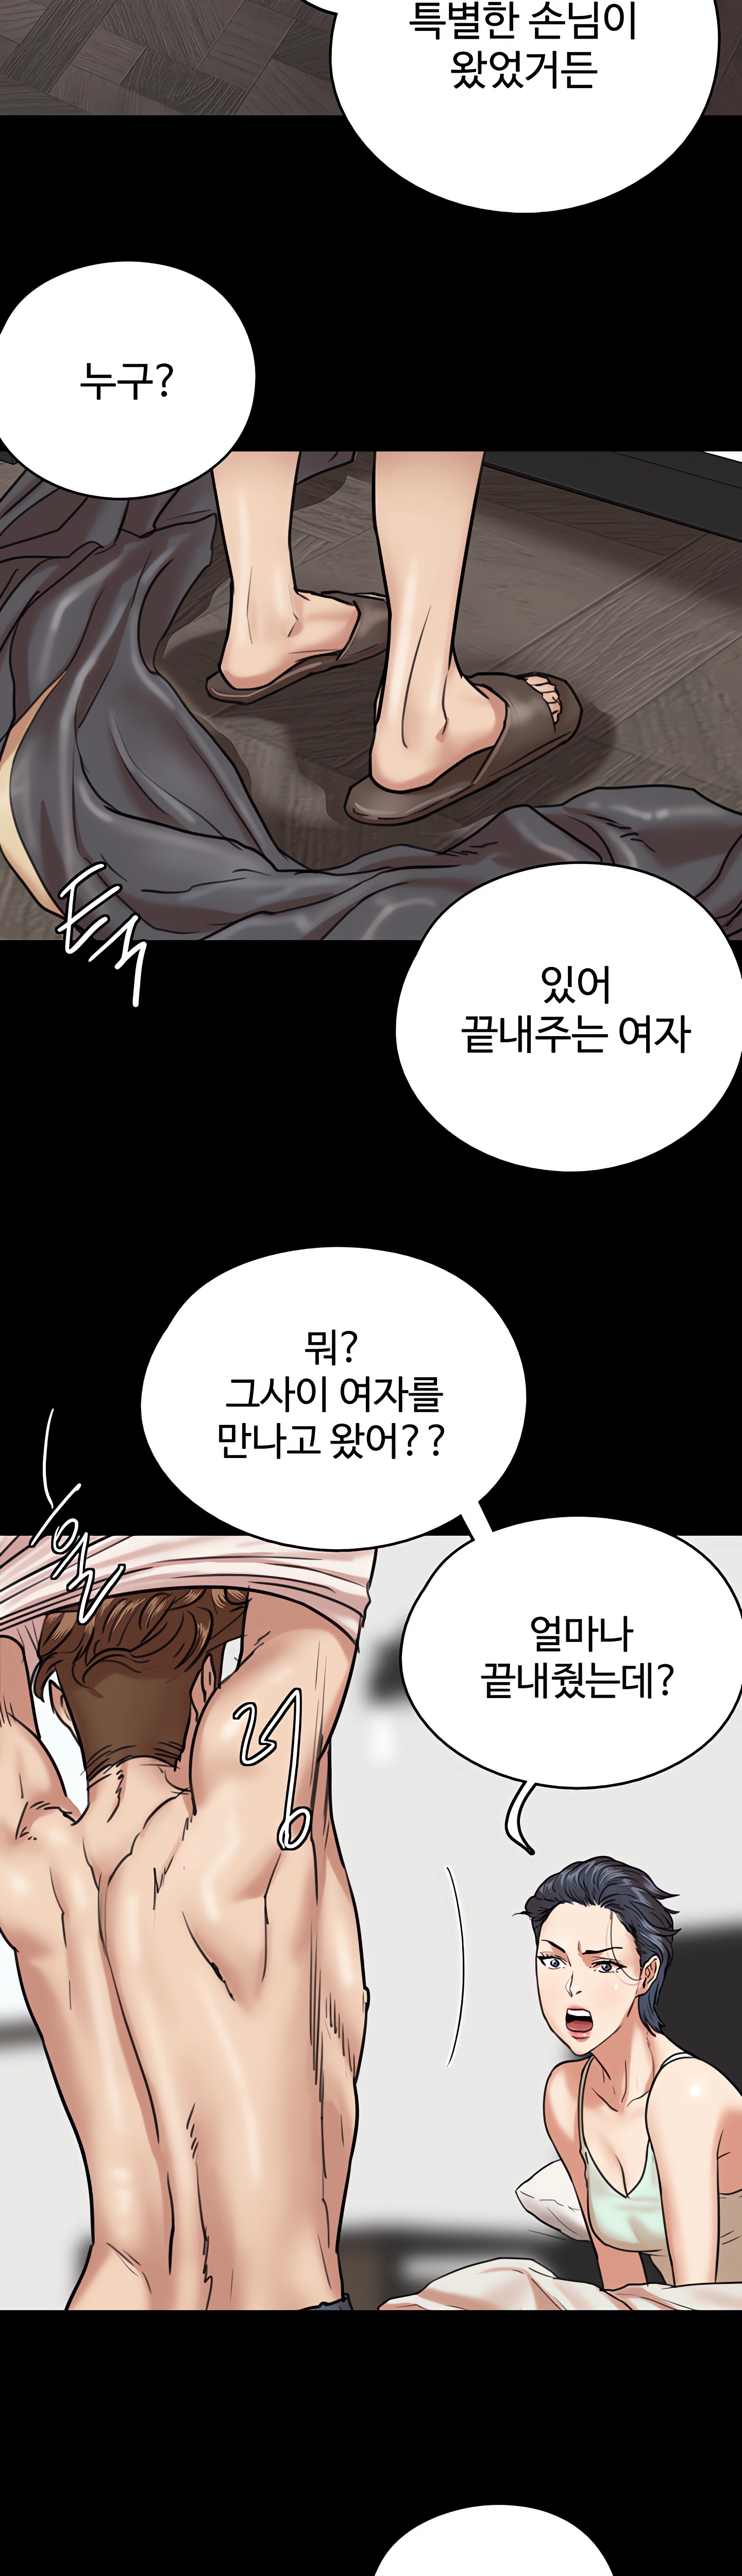 특별한 손님이
왔었거든
누구?
툭
있어
끝내주는 여자
뭐?
그사이 여자를
만나고 왔어??
훌
얼마나
끝내줬는데?